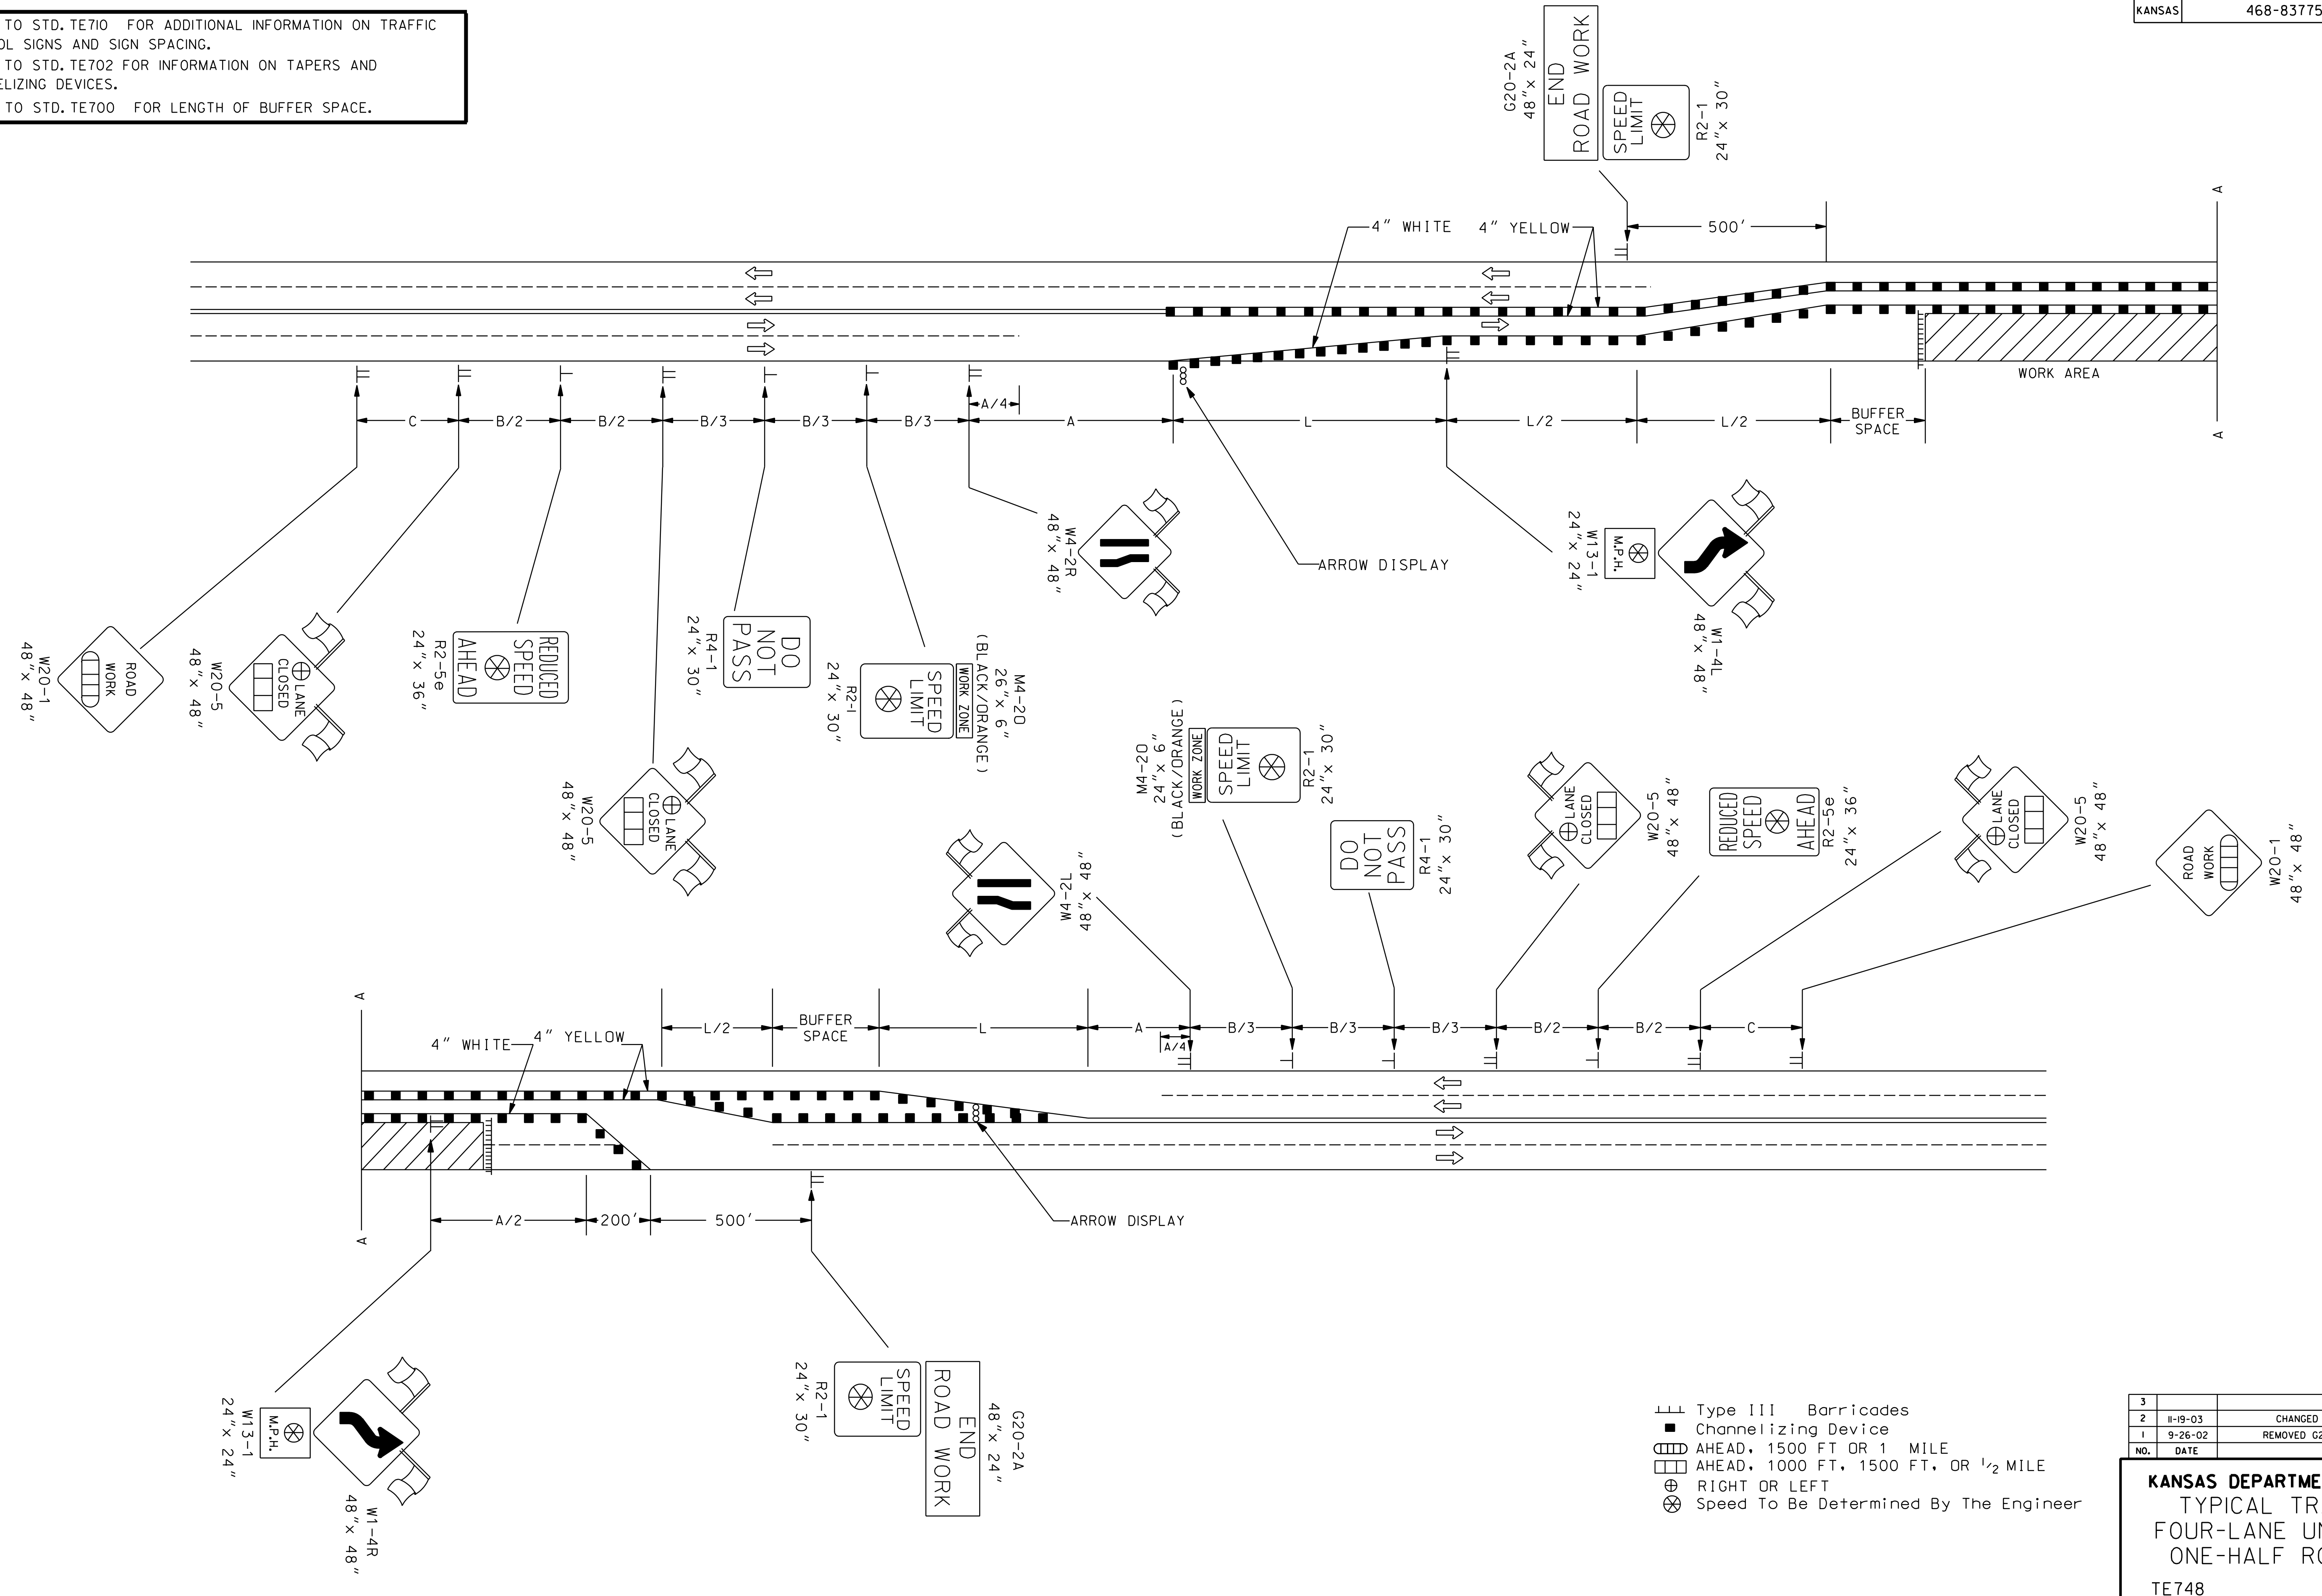 TO STD. TE710 FOR ADDITIONAL INFORMATION ON TRAFFIC
OL SIGNS AND SIGN SPACING.
TO STD. TE702 FOR INFORMATION ON TAPERS AND
ELIZING DEVICES.
TO STD. TE700 FOR LENGTH OF BUFFER SPACE.
KANSAS 468-83775
G20-2A
48"x 24"
END
ROAD WORK
SPEED
LIMIT
R2-1
24"x 30"
A
4" WHITE 4" YELLOW
500'
WORK AREA
A/4
C B/2 B/2 B/3 B/3 B/3 A L L/2 L/2 BUFFER
SPACE
A
W20-1
48"x 48"
ROAD
WORK
W20-5
48"x 48"
LANE
CLOSED
REDUCED
SPEED
AHEAD
R2-5e
24"x 36"
LANE
CLOSED
W20-5
48"x 48"
DO
NOT
PASS
R4-1
24"x 30"
M4-20
26"x 6"
(BLACK/ORANGE)
WORK ZONE
SPEED
LIMIT
R2-1
24"x 30"
W4-2R
48"x 48"
ARROW DISPLAY
M.P.H.
W13-1
24"x 24"
W1-4L
48"x 48"
W4-2L
48"x 48"
M4-20
24"x 6"
(BLACK/ORANGE)
WORK ZONE
SPEED
LIMIT
R2-1
24"x 30"
DO
NOT
PASS
R4-1
24"x 30"
LANE
CLOSED
W20-5
48"x 48"
REDUCED
SPEED
AHEAD
R2-5e
24"x 36"
LANE
CLOSED
W20-5
48"x 48"
ROAD
WORK
W20-1
48"x 48"
A
4" WHITE 4" YELLOW
L/2 BUFFER
SPACE L A B/3 B/3 B/3 B/2 B/2 C
A/4
A/2 200' 500'
A
ARROW DISPLAY
M.P.H.
W13-1
24"x 24"
W1-4R
48"x 48"
SPEED
LIMIT
R2-1
24"x 30"
END
ROAD WORK
G20-2A
48"x 24"
Type III Barricades
Channelizing Device
AHEAD, 1500 FT OR 1 MILE
AHEAD, 1000 FT, 1500 FT, OR 1/2 MILE
RIGHT OR LEFT
Speed To Be Determined By The Engineer
3
2 11-19-03 CHANGED
1 9-26-02 REMOVED G2
NO. DATE
KANSAS DEPARTME
TYPICAL TR
FOUR-LANE UN
ONE-HALF RO
TE748